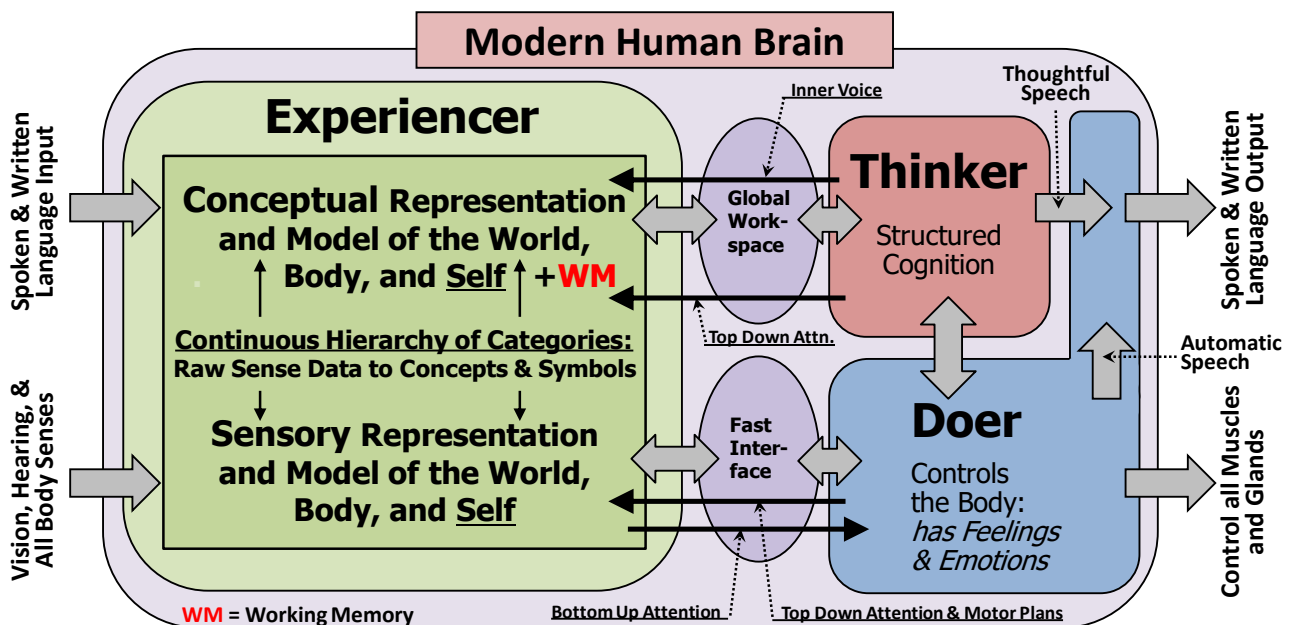 Modern Human Brain
Spoken & Written
Language Input
Vision, Hearing, &
All Body Senses
Experiencer
Conceptual Representation
and Model of the World,
Body, and Self +WM
Continuous Hierarchy of Categories:
Raw Sense Data to Concepts & Symbols
Sensory Representation
and Model of the World,
Body, and Self
WM = Working Memory
Inner Voice
Global
Work-
space
Top Down Attn.
Fast
Inter-
face
Bottom Up Attention
Top Down Attention & Motor Plans
Thinker
Structured
Cognition
Doer
Controls
the Body:
has Feelings
& Emotions
Thoughtful
Speech
Automatic
Speech
Spoken & Written
Language Output
Control all Muscles
and Glands